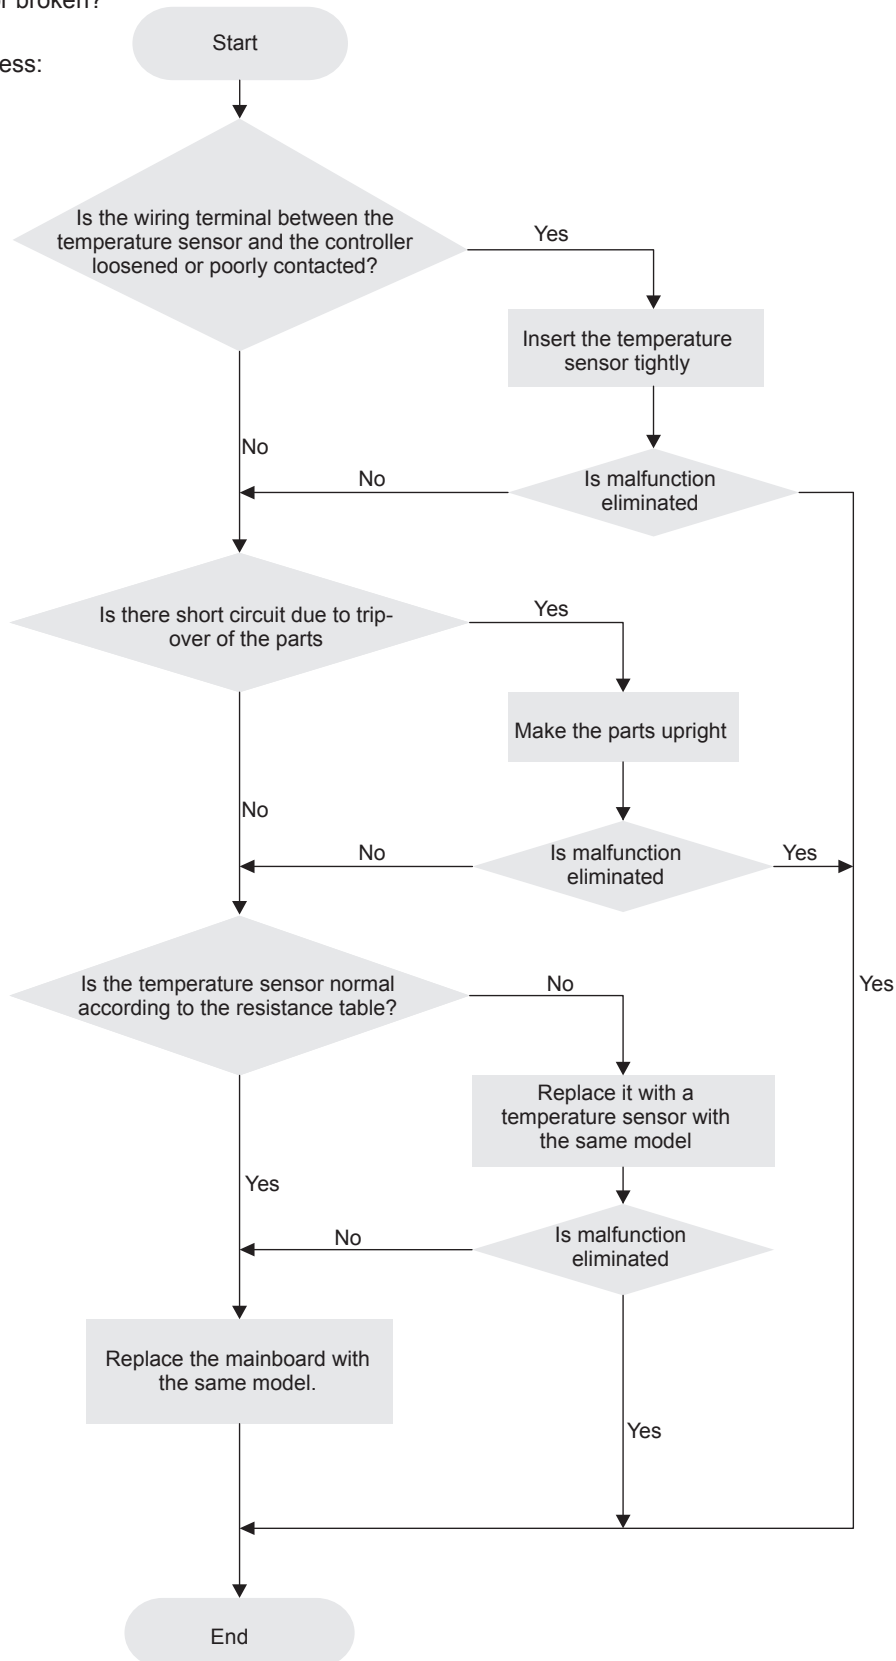 broken?
Start
ess:
Is the wiring terminal between the
temperature sensor and the controller
loosened or poorly contacted?
Yes
Insert the temperature
sensor tightly
No
No
Is malfunction
eliminated
Is there short circuit due to trip-
over of the parts
Yes
Make the parts upright
No
No
Is malfunction
eliminated
Yes
Is the temperature sensor normal
according to the resistance table?
No
Yes
Replace it with a
temperature sensor with
the same model
Yes
No
Is malfunction
eliminated
Replace the mainboard with
the same model.
Yes
End